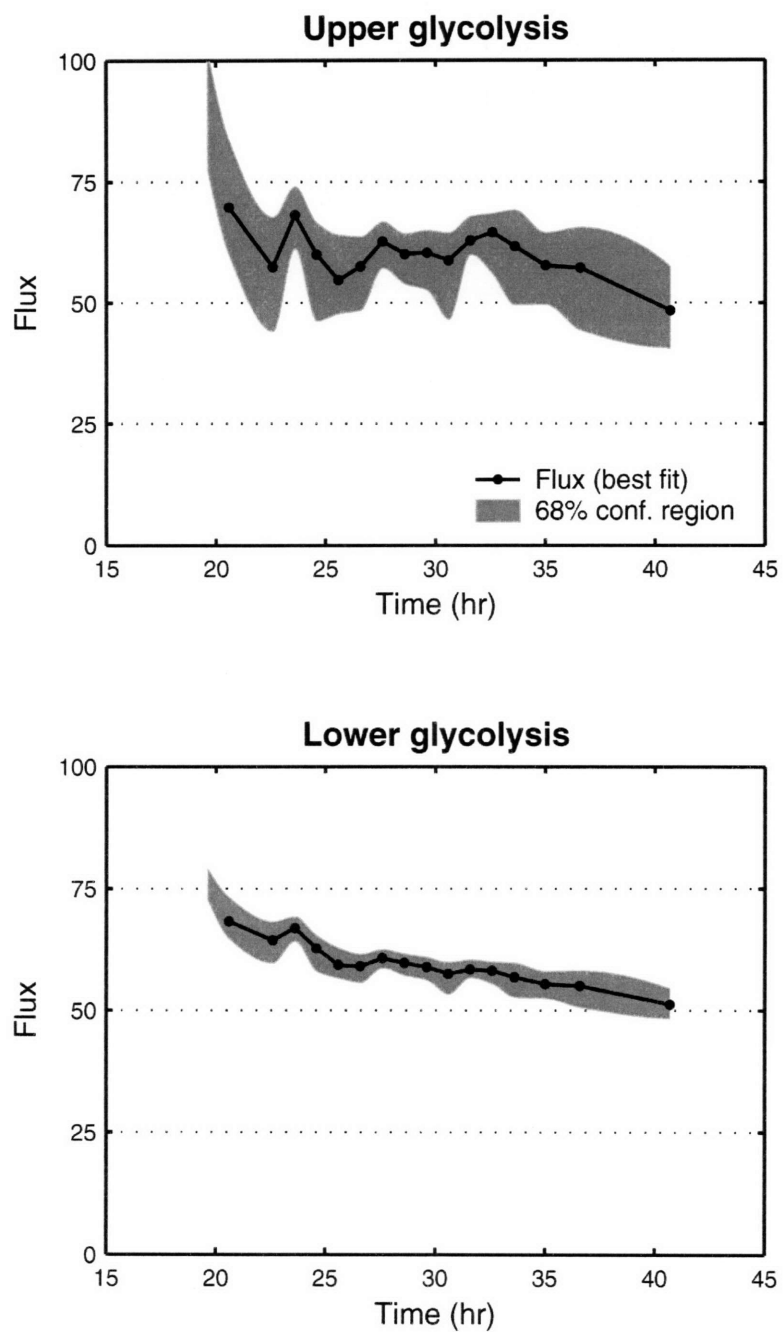 Upper glycolysis
100
75
50
25
0
Flux
Flux (best fit)
68% conf. region
15 20 25 30 35 40 45
Time (hr)
Lower glycolysis
100
75
50
25
0
Flux
15 20 25 30 35 40 45
Time (hr)